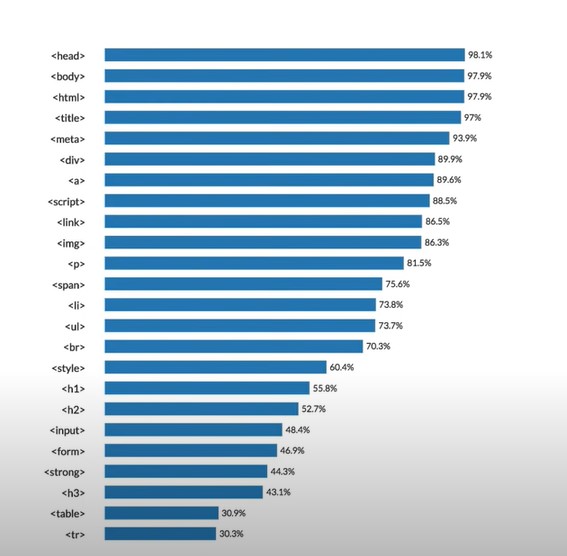 <head> 98.1%
<body> 97.9%
<html> 97.9%
<title> 97%
<meta> 93.9%
<div> 89.9%
<a> 89.6%
<script> 88.5%
<link> 86.5%
<img> 86.3%
<p> 81.5%
<span> 75.6%
<li> 73.8%
<ul> 73.7%
<br> 70.3%
<style> 60.4%
<h1> 55.8%
<h2> 52.7%
<input> 48.4%
<form> 46.9%
<strong> 44.3%
<h3> 43.1%
<table> 30.9%
<tr> 30.3%